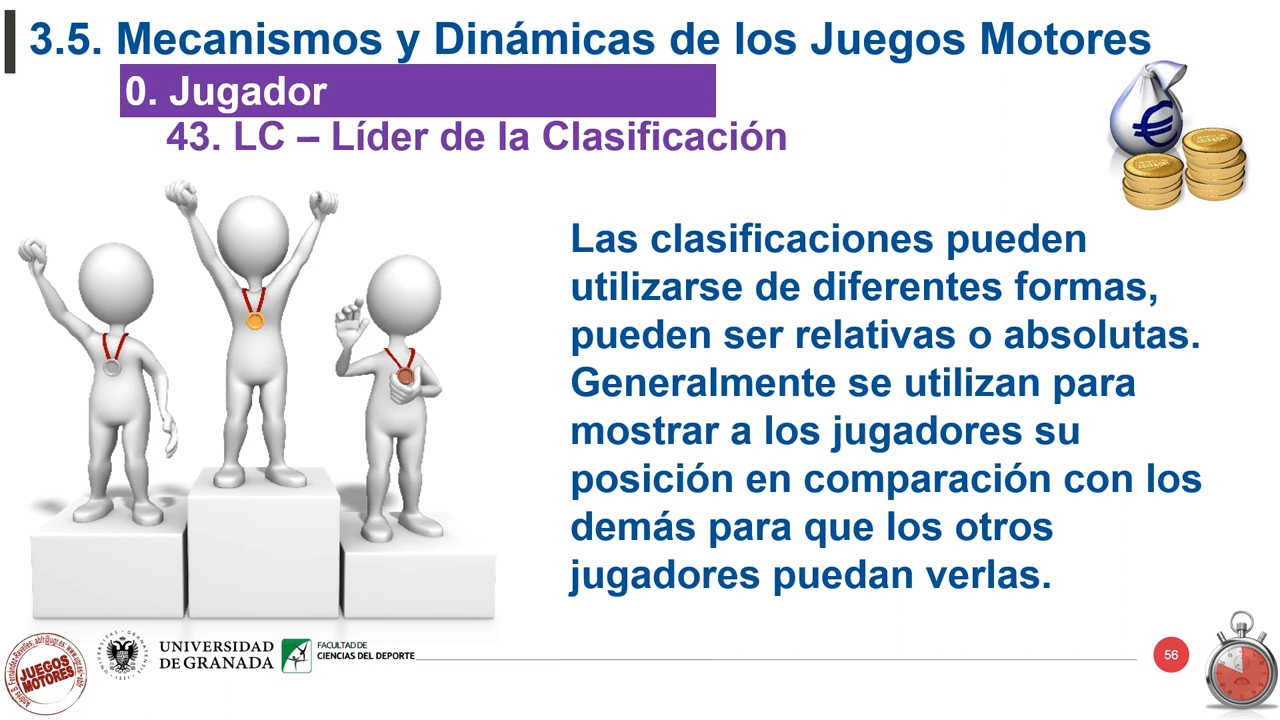 3.5. Mecanismos y Dinámicas de los Juegos Motores
0. Jugador
43. LC – Líder de la Clasificación
Las clasificaciones pueden
utilizarse de diferentes formas,
pueden ser relativas o absolutas.
Generalmente se utilizan para
mostrar a los jugadores su
posición en comparación con los
demás para que los otros
jugadores puedan verlas.
JUEGOS
MOTORES
UNIVERSIDAD
DE GRANADA
FACULTAD DE
CIENCIAS DEL DEPORTE
56